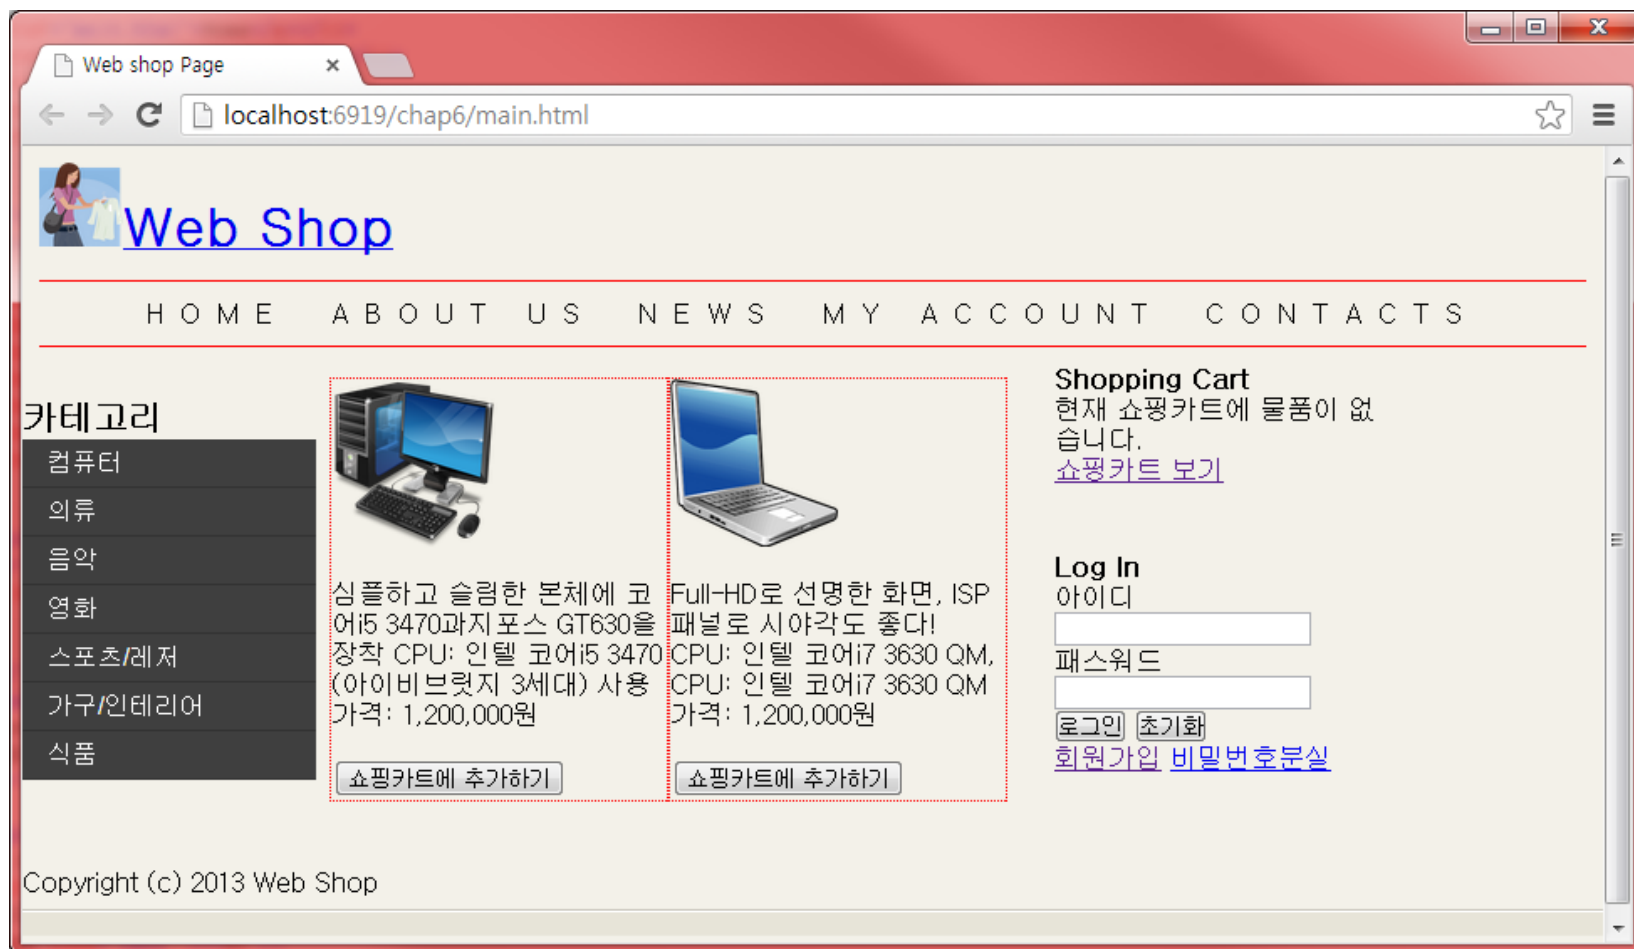 Web shop Page
localhost:6919/chap6/main.html
Web Shop
HOME ABOUT US NEWS MY ACCOUNT CONTACTS
카테고리
컴퓨터
의류
음악
영화
스포츠/레저
가구/인테리어
식품
심플하고 슬림한 본체에 코
어i5 3470과지포스 GT630을
장착 CPU: 인텔 코어i5 3470
(아이비브릿지 3세대) 사용
가격: 1,200,000원
쇼핑카트에 추가하기
Full-HD로 선명한 화면, ISP
패널로 시야각도 좋다!
CPU: 인텔 코어i7 3630 QM,
CPU: 인텔 코어i7 3630 QM
가격: 1,200,000원
쇼핑카트에 추가하기
Shopping Cart
현재 쇼핑카트에 물품이 없
습니다.
쇼핑카트 보기
Log In
아이디
패스워드
로그인 초기화
회원가입 비밀번호분실
Copyright (c) 2013 Web Shop